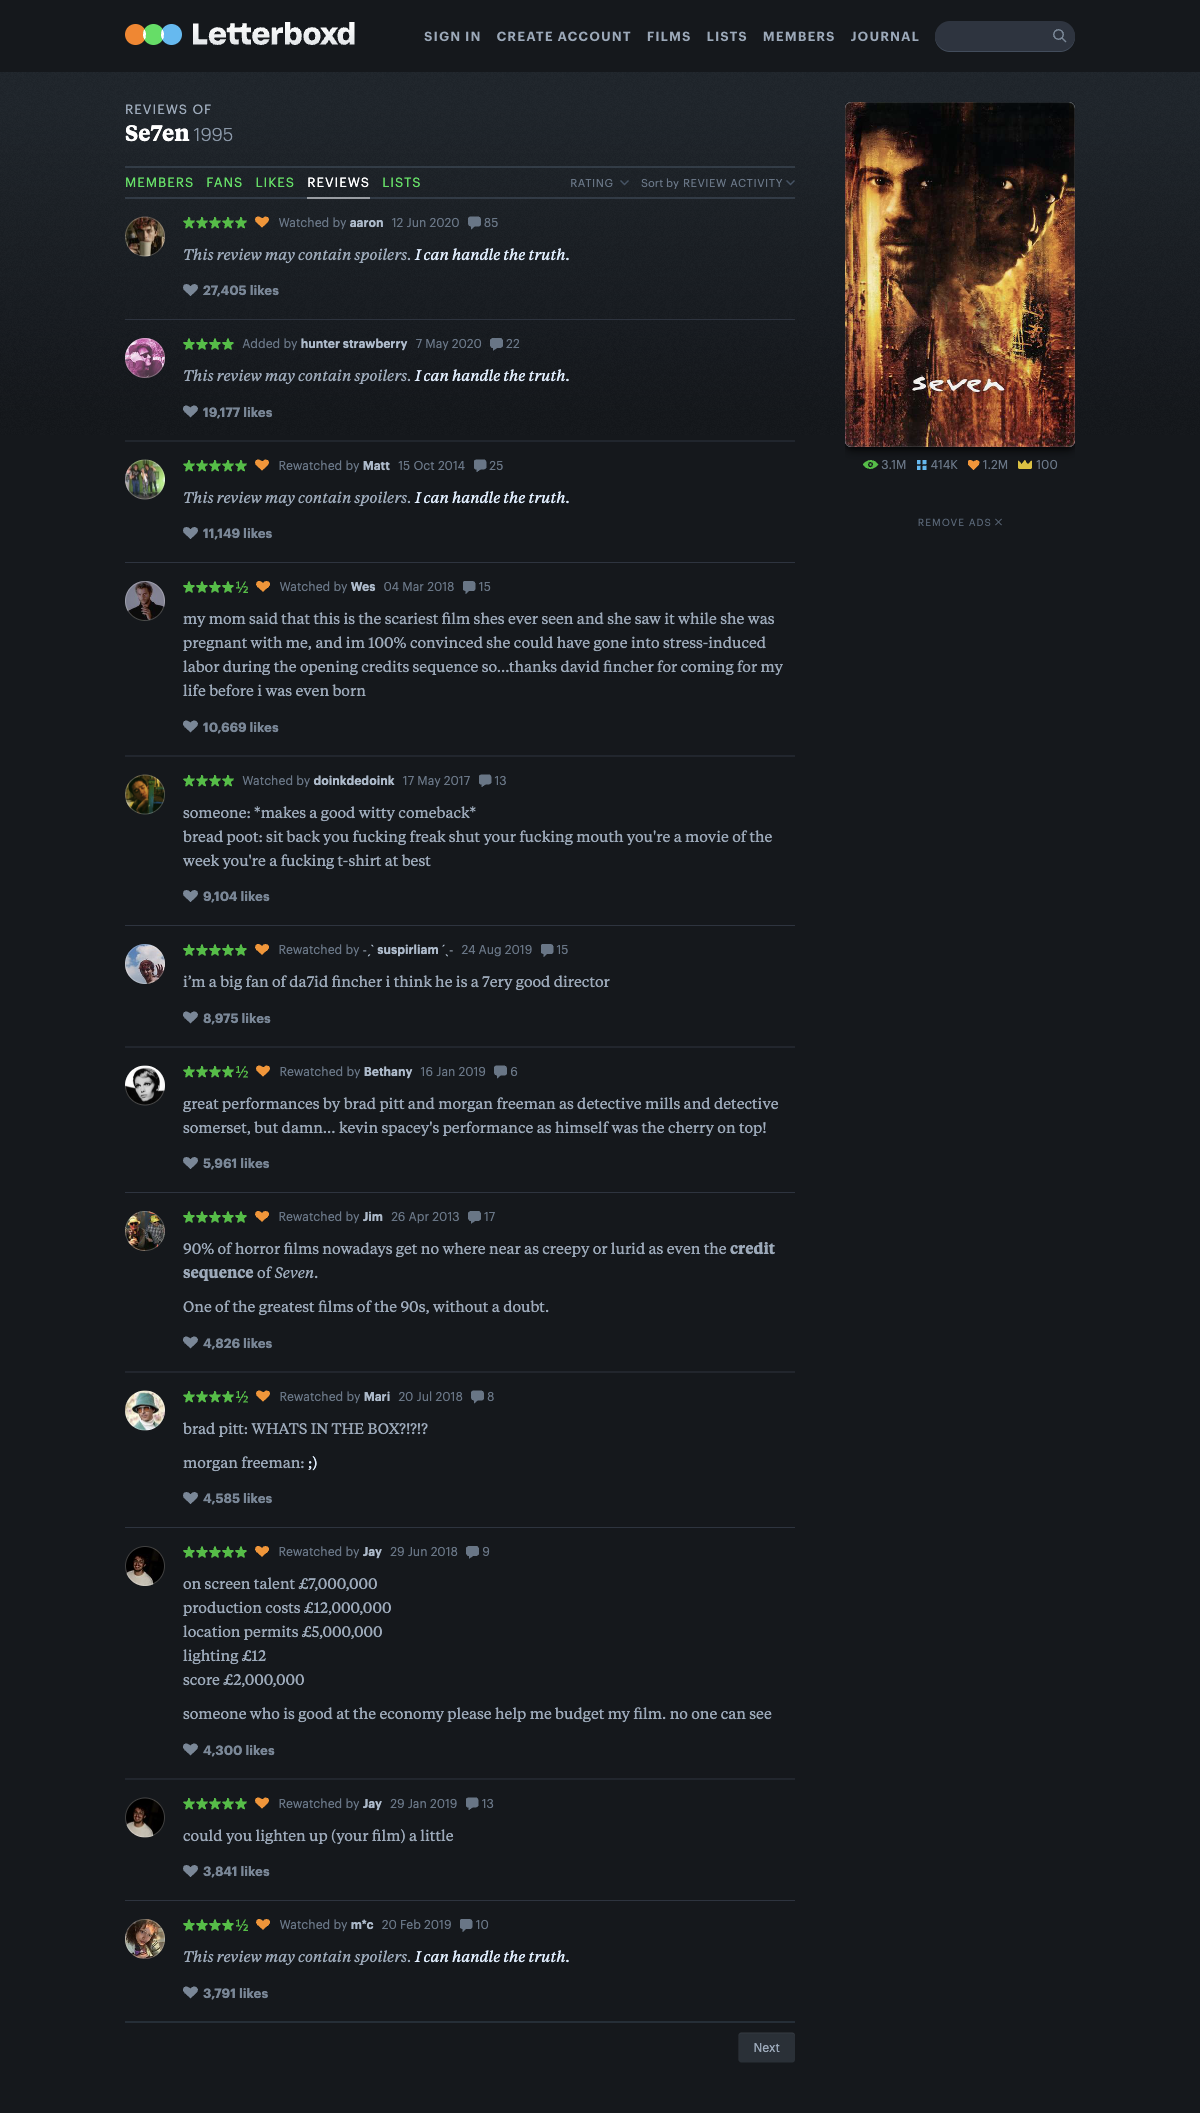 Letterboxd
SIGN IN CREATE ACCOUNT FILMS LISTS MEMBERS JOURNAL
REVIEWS OF
Se7en 1995
MEMBERS FANS LIKES REVIEWS LISTS RATING Sort by REVIEW ACTIVITY
Watched by aaron 12 Jun 2020 85
This review may contain spoilers. I can handle the truth.
27,405 likes
Added by hunter strawberry 7 May 2020 22
This review may contain spoilers. I can handle the truth.
19,177 likes
Rewatched by Matt 15 Oct 2014 25
This review may contain spoilers. I can handle the truth.
11,149 likes
★★★★½ Watched by Wes 04 Mar 2018 15
my mom said that this is the scariest film shes ever seen and she saw it while she was
pregnant with me, and im 100% convinced she could have gone into stress-induced
labor during the opening credits sequence so...thanks david fincher for coming for my
life before i was even born
10,669 likes
Watched by doinkdedoink 17 May 2017 13
someone: *makes a good witty comeback*
bread poot: sit back you fucking freak shut your fucking mouth you're a movie of the
week you're a fucking t-shirt at best
9,104 likes
Rewatched by -ˏˋ suspirliam ˊˎ- 24 Aug 2019 15
i'm a big fan of da7id fincher i think he is a 7ery good director
8,975 likes
★★★★½ Rewatched by Bethany 16 Jan 2019 6
great performances by brad pitt and morgan freeman as detective mills and detective
somerset, but damn... kevin spacey's performance as himself was the cherry on top!
5,961 likes
Rewatched by Jim 26 Apr 2013 17
90% of horror films nowadays get no where near as creepy or lurid as even the credit
sequence of Seven.
One of the greatest films of the 90s, without a doubt.
4,826 likes
★★★★½ Rewatched by Mari 20 Jul 2018 8
brad pitt: WHATS IN THE BOX?!?!?
morgan freeman: ;)
4,585 likes
Rewatched by Jay 29 Jun 2018 9
on screen talent £7,000,000
production costs £12,000,000
location permits £5,000,000
lighting £12
score £2,000,000
someone who is good at the economy please help me budget my film. no one can see
4,300 likes
Rewatched by Jay 29 Jan 2019 13
could you lighten up (your film) a little
3,841 likes
★★★★½ Watched by m*c 20 Feb 2019 10
This review may contain spoilers. I can handle the truth.
3,791 likes
Next
seven
3.1M 414K 1.2M 100
REMOVE ADS